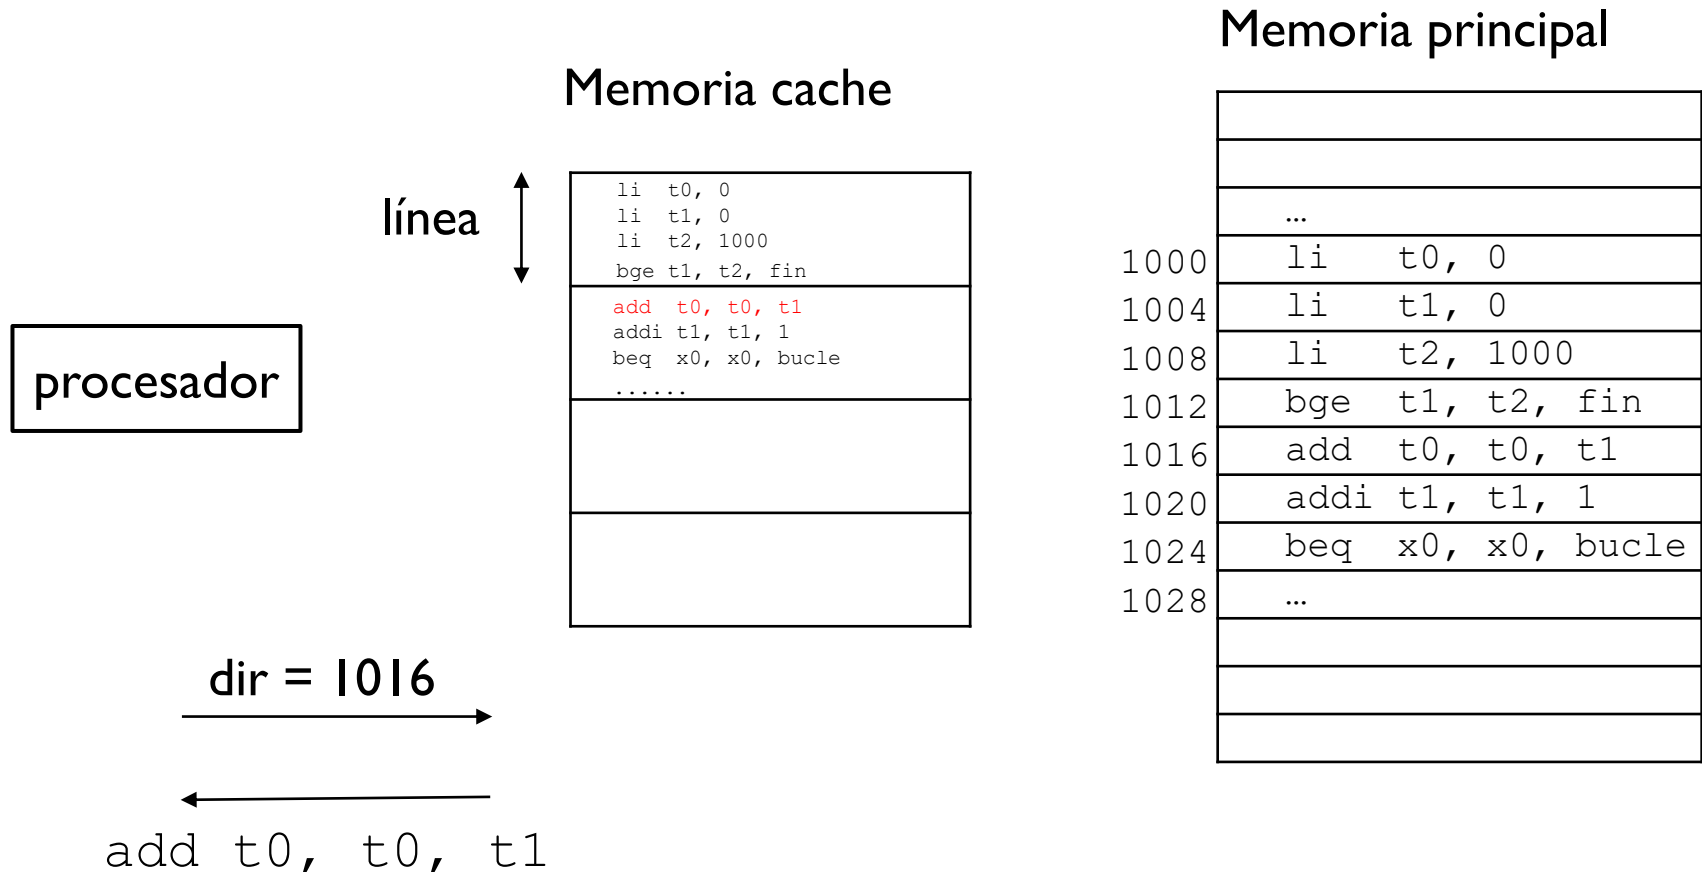 Memoria principal
Memoria cache
línea
li t0, 0
li t1, 0
li t2, 1000
bge t1, t2, fin
add t0, t0, t1
addi t1, t1, 1
beq x0, x0, bucle
......
procesador
…
1000 li t0, 0
1004 li t1, 0
1008 li t2, 1000
1012 bge t1, t2, fin
1016 add t0, t0, t1
1020 addi t1, t1, 1
1024 beq x0, x0, bucle
1028 …
dir = 1016
add t0, t0, t1